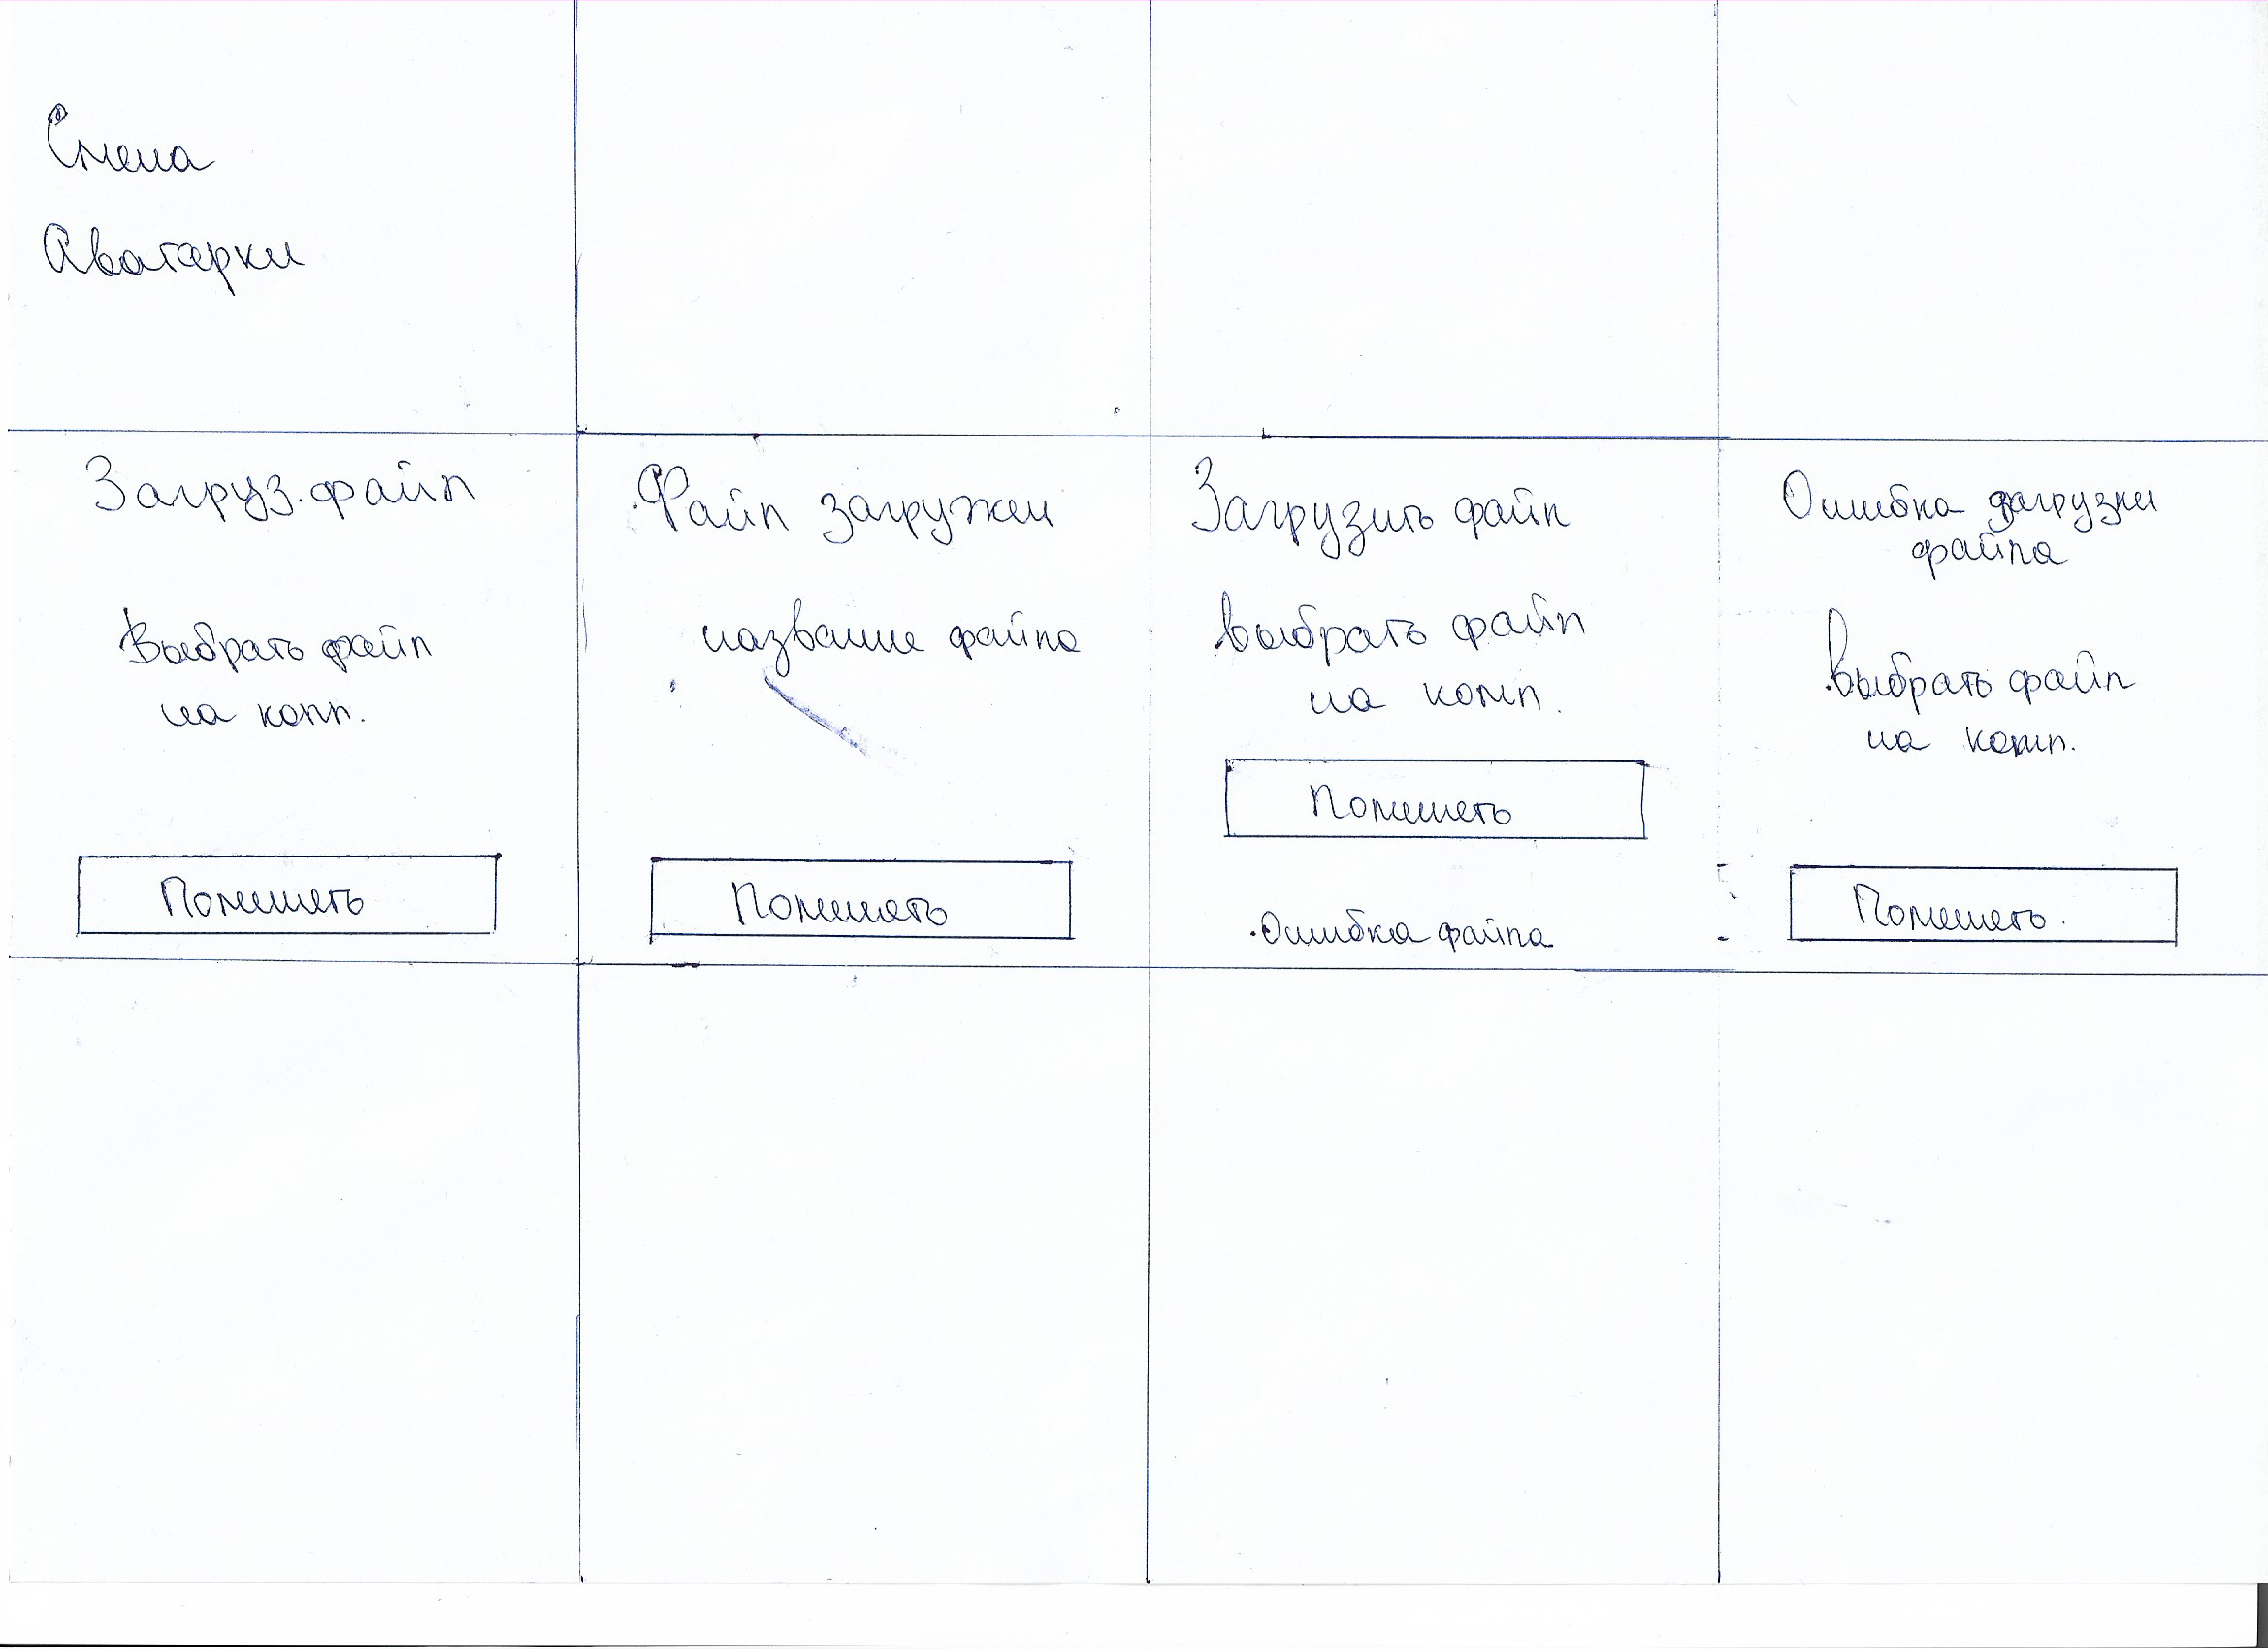 Смена
Аватарки
Загруз. файл
Выбрать файл
на комп.
Поменять
Файл загружен
название файла
Поменять
Загрузить файл
выбрать файл
на комп.
Поменять
Ошибка файла
Ошибка загрузки
файла
выбрать файл
на комп.
Поменять.